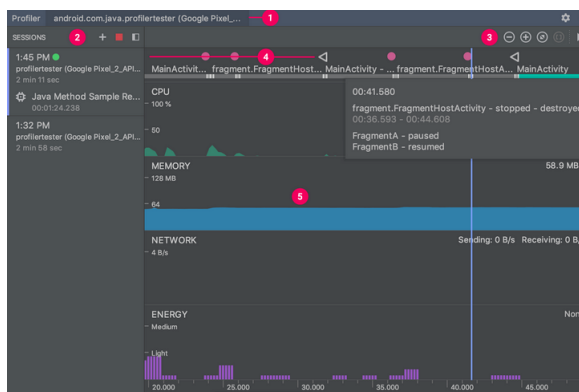 Profiler android.com.java.profilertester (Google Pixel_... 1
SESSIONS 2 3
1:45 PM
profilertester (Google Pixel_2_API...
2 min 11 sec
Java Method Sample Re...
00:01:24.238
1:32 PM
profilertester (Google Pixel_2_API...
2 min 58 sec
4
MainActivit... fragment.FragmentHost... MainActivity - ... fragment.FragmentHostA... MainActivity
CPU
100 %
50
00:41.580
fragment.FragmentHostActivity - stopped - destroyed
00:36.593 - 00:44.608
FragmentA - paused
FragmentB - resumed
MEMORY 58.9 MB
128 MB
64
5
NETWORK Sending: 0 B/s Receiving: 0 B/
4 B/s
ENERGY Non
Medium
Light
20.000 25.000 30.000 35.000 40.000 45.000